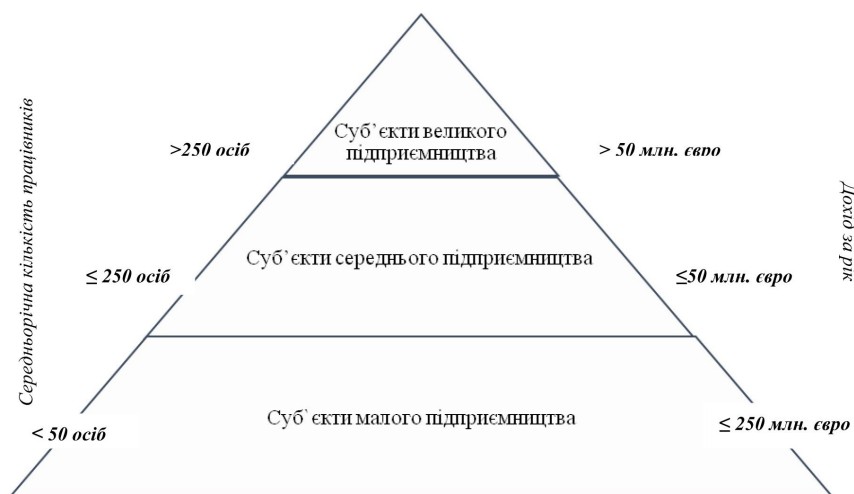 Середньорічна кількість працівників
Суб’єкти великого
підприємництва
>250 осіб
> 50 млн. євро
Дохід за рік
Суб’єкти середнього підприємництва
≤ 250 осіб
≤50 млн. євро
Суб`єкти малого підприємництва
< 50 осіб
≤ 250 млн. євро